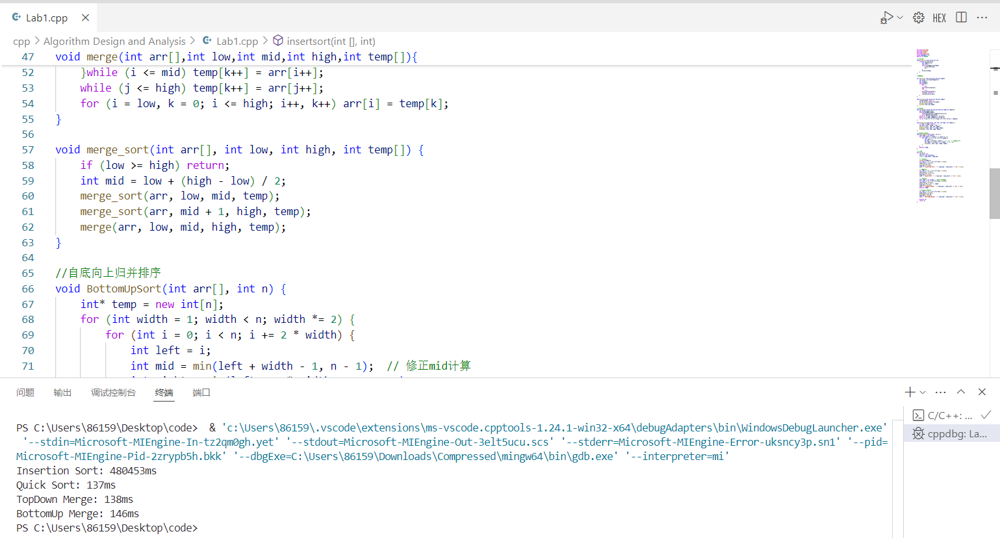 Lab1.cpp
HEX
cpp > Algorithm Design and Analysis > Lab1.cpp > insertsort(int [], int)
47 void merge(int arr[],int low,int mid,int high,int temp[]){
52 }while (i <= mid) temp[k++] = arr[i++];
53 while (j <= high) temp[k++] = arr[j++];
54 for (i = low, k = 0; i <= high; i++, k++) arr[i] = temp[k];
55 }
56
57 void merge_sort(int arr[], int low, int high, int temp[]) {
58 if (low >= high) return;
59 int mid = low + (high - low) / 2;
60 merge_sort(arr, low, mid, temp);
61 merge_sort(arr, mid + 1, high, temp);
62 merge(arr, low, mid, high, temp);
63 }
64
65 //自底向上归并排序
66 void BottomUpSort(int arr[], int n) {
67 int* temp = new int[n];
68 for (int width = 1; width < n; width *= 2) {
69 for (int i = 0; i < n; i += 2 * width) {
70 int left = i;
71 int mid = min(left + width - 1, n - 1); // 修正mid计算
问题 输出 调试控制台 终端 端口
PS C:\Users\86159\Desktop\code> & 'c:\Users\86159\.vscode\extensions\ms-vscode.cpptools-1.24.1-win32-x64\debugAdapters\bin\WindowsDebugLauncher.exe'
'--stdin=Microsoft-MIEngine-In-tz2qm0gh.yet' '--stdout=Microsoft-MIEngine-Out-3elt5ucu.scs' '--stderr=Microsoft-MIEngine-Error-uksncy3p.sn1' '--pid=
Microsoft-MIEngine-Pid-2zrypb5h.bkk' '--dbgExe=C:\Users\86159\Downloads\Compressed\mingw64\bin\gdb.exe' '--interpreter=mi'
Insertion Sort: 480453ms
Quick Sort: 137ms
TopDown Merge: 138ms
BottomUp Merge: 146ms
PS C:\Users\86159\Desktop\code>
C/C++: ...
cppdbg: La...